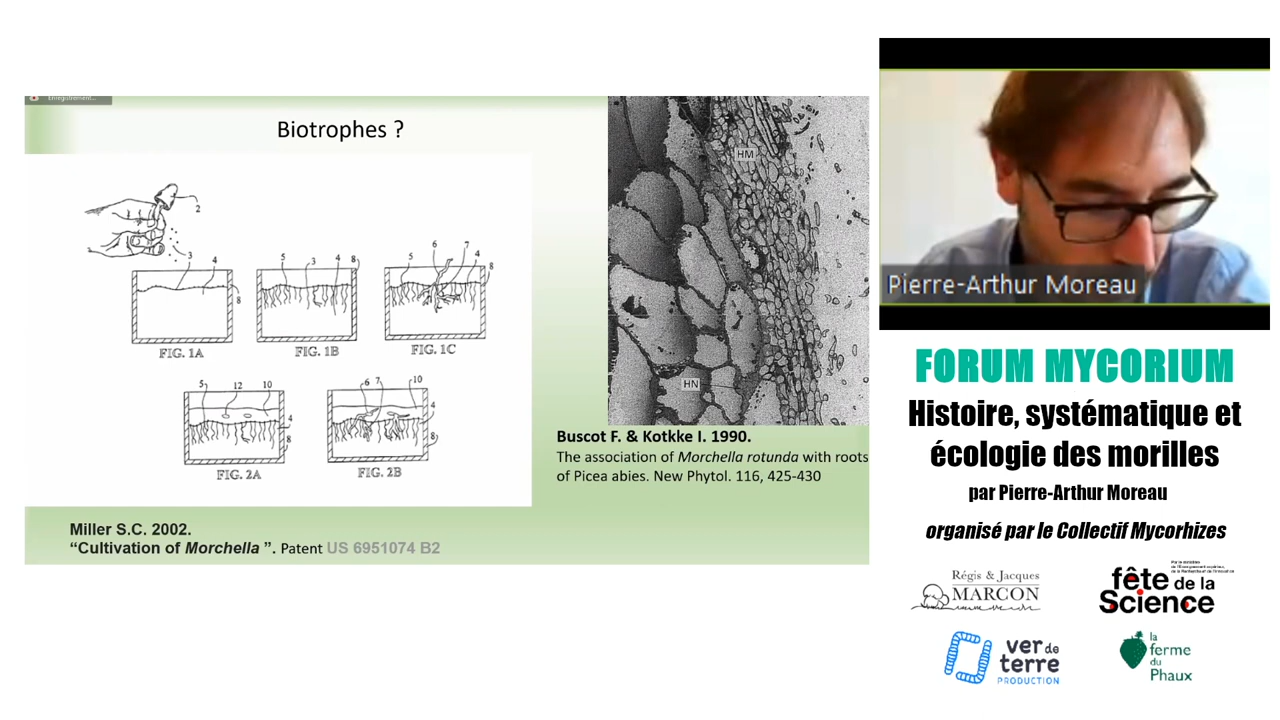 Enregistrement...
Biotrophes ?
2
3
4
8
FIG. 1A
5
3
4
8
FIG. 1B
5
6
7
4
8
FIG. 1C
5
12
10
4
8
FIG. 2A
6
7
10
4
8
FIG. 2B
HM
HN
Buscot F. & Kotkke I. 1990.
The association of Morchella rotunda with roots
of Picea abies. New Phytol. 116, 425-430
Miller S.C. 2002.
“Cultivation of Morchella ”. Patent US 6951074 B2
Pierre-Arthur Moreau
FORUM MYCORIUM
Histoire, systématique et
écologie des morilles
par Pierre-Arthur Moreau
organisé par le Collectif Mycorhizes
Régis & Jacques
MARCON
fête de la
Science
ver de
terre
PRODUCTION
la
ferme
du
Phaux